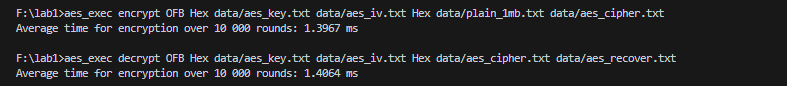 F:\lab1>aes_exec encrypt OFB Hex data/aes_key.txt data/aes_iv.txt Hex data/plain_1mb.txt data/aes_cipher.txt
Average time for encryption over 10 000 rounds: 1.3967 ms
F:\lab1>aes_exec decrypt OFB Hex data/aes_key.txt data/aes_iv.txt Hex data/aes_cipher.txt data/aes_recover.txt
Average time for encryption over 10 000 rounds: 1.4064 ms